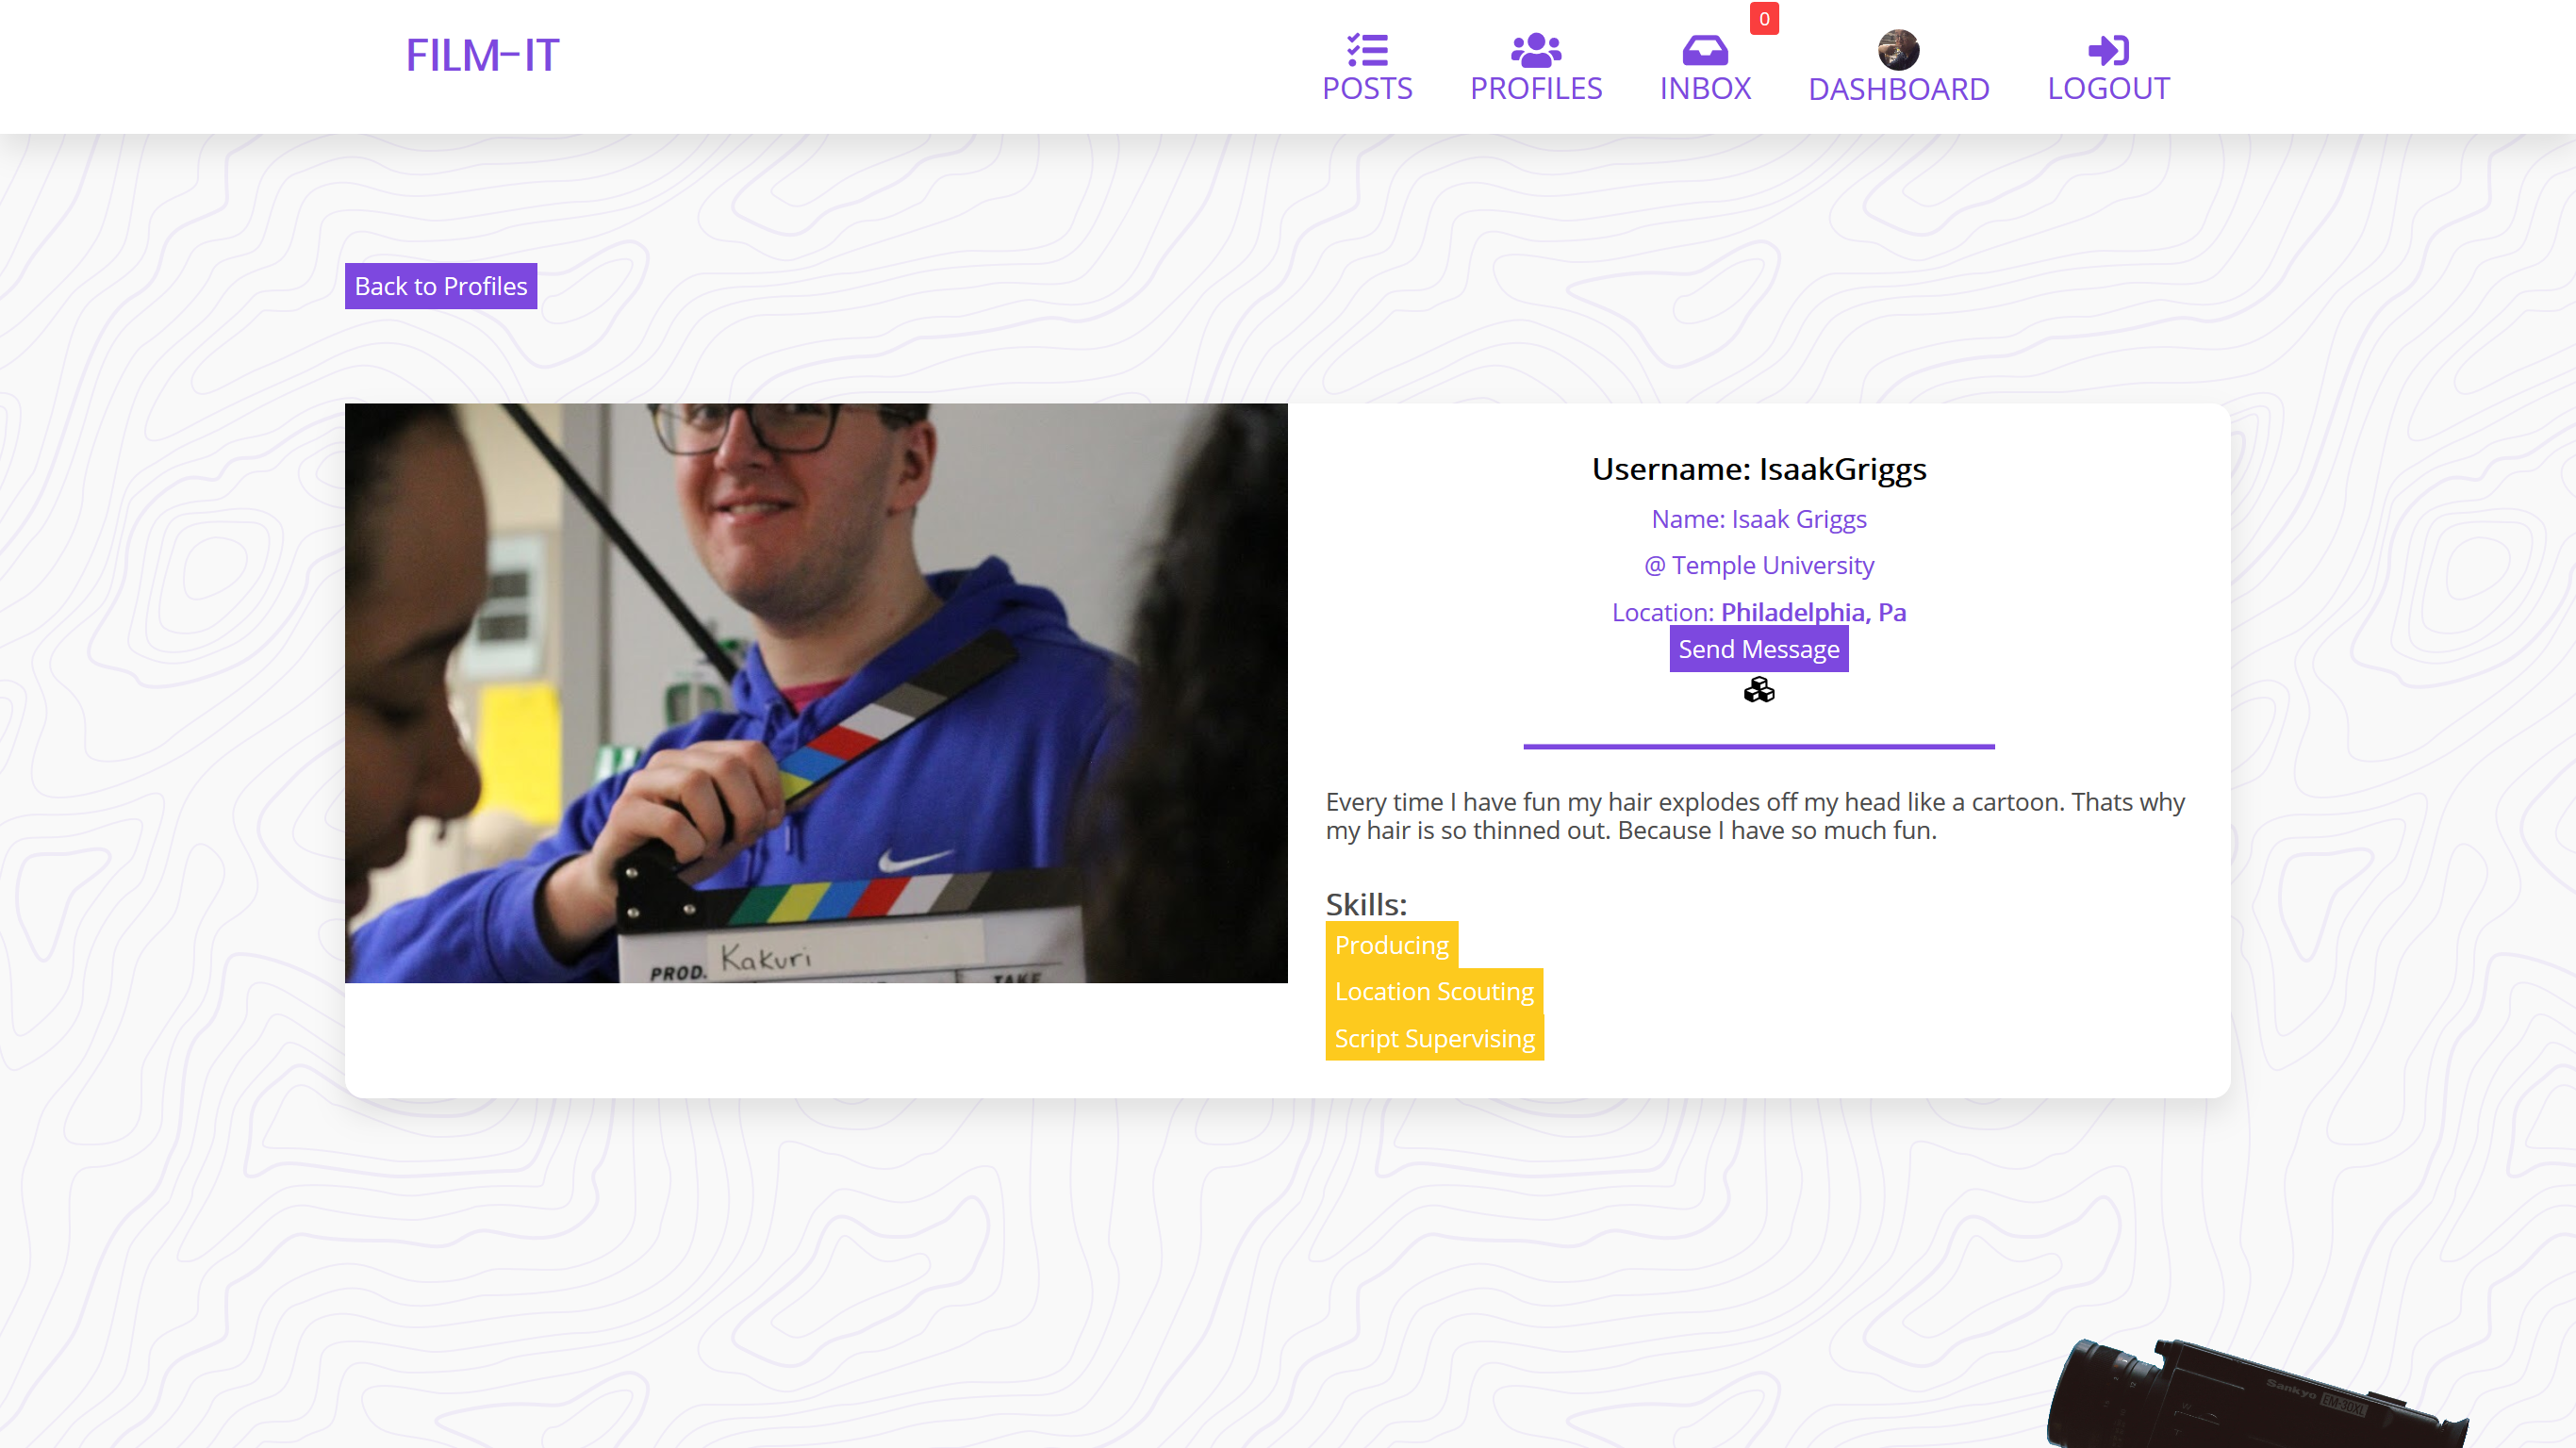 FILM-IT
0
POSTS
PROFILES
INBOX
DASHBOARD
LOGOUT
Back to Profiles
Username: IsaakGriggs
Name: Isaak Griggs
@ Temple University
Location: Philadelphia, Pa
Send Message
Every time I have fun my hair explodes off my head like a cartoon. Thats why
my hair is so thinned out. Because I have so much fun.
Skills:
Producing
Location Scouting
Script Supervising
PROD. Kakuri
TAKE
Sankyo EM-30XL